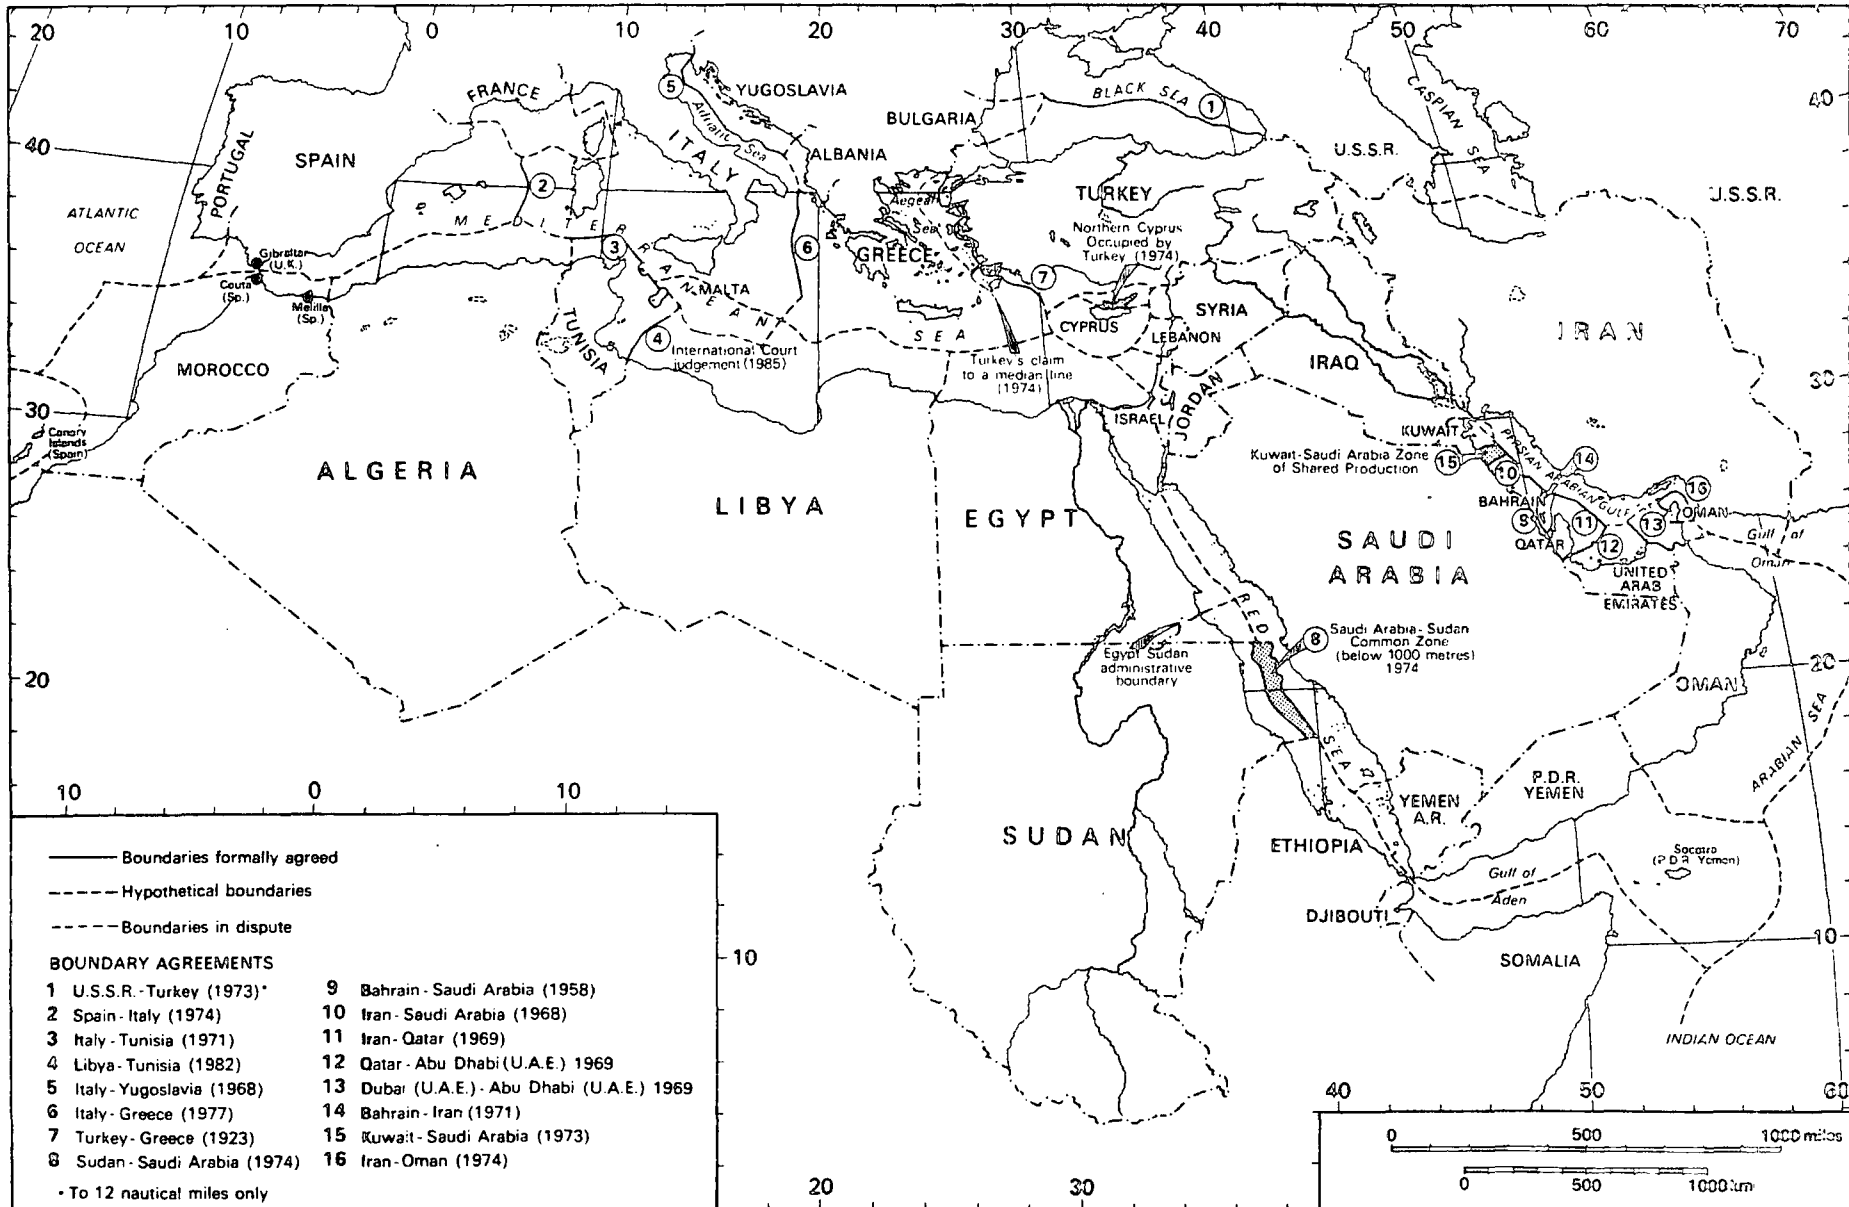 20 10 0 10 20 30 40 50 60 70
FRANCE
YUGOSLAVIA
BULGARIA
BLACK SEA
CASPIAN
SEA
40
40
PORTUGAL
SPAIN
ITALY
Adriatic
Sea
ALBANIA
U.S.S.R.
U.S.S.R.
TURKEY
ATLANTIC
OCEAN
MEDITERRANEAN
SEA
Aegean
Sea
GREECE
Northern Cyprus
Occupied by
Turkey (1974)
Gibraltar
(U.K.)
Ceuta
(Sp.)
Melilla
(Sp.)
MALTA
CYPRUS
SYRIA
LEBANON
IRAN
TUNISIA
International Court
judgement (1985)
Turkey's claim
to a median line
(1974)
MOROCCO
IRAQ
30
30
ISRAEL
JORDAN
Canary
Islands
(Spain)
KUWAIT
Kuwait-Saudi Arabia Zone
of Shared Production
PERSIAN ARABIAN GULF
ALGERIA
LIBYA
EGYPT
BAHRAIN
QATAR
OMAN
Gulf of
Oman
SAUDI
ARABIA
UNITED
ARAB
EMIRATES
RED
SEA
Saudi Arabia-Sudan
Common Zone
(below 1000 metres)
1974
Egypt Sudan
administrative
boundary
20
20
OMAN
ARABIAN SEA
P.D.R.
YEMEN
YEMEN
A.R.
SUDAN
ETHIOPIA
Gulf of
Aden
Socotra
(P.D.R. Yemen)
DJIBOUTI
SOMALIA
INDIAN OCEAN
1
2
3
4
5
6
7
8
9
10
11
12
13
14
15
16
10 0 10
10
10
Boundaries formally agreed
Hypothetical boundaries
Boundaries in dispute
BOUNDARY AGREEMENTS
1 U.S.S.R.-Turkey (1973)•
2 Spain-Italy (1974)
3 Italy-Tunisia (1971)
4 Libya-Tunisia (1982)
5 Italy-Yugoslavia (1968)
6 Italy-Greece (1977)
7 Turkey-Greece (1923)
8 Sudan-Saudi Arabia (1974)
• To 12 nautical miles only
9 Bahrain-Saudi Arabia (1958)
10 Iran-Saudi Arabia (1968)
11 Iran-Qatar (1969)
12 Qatar-Abu Dhabi (U.A.E.) 1969
13 Dubai (U.A.E.)-Abu Dhabi (U.A.E.) 1969
14 Bahrain-Iran (1971)
15 Kuwait-Saudi Arabia (1973)
16 Iran-Oman (1974)
20 30
40 50 60
0 500 1000 miles
0 500 1000 km